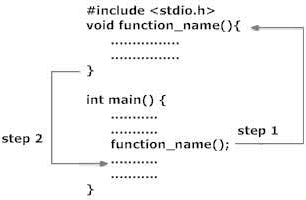 #include <stdio.h>
void function_name(){
................
................
}
int main() {
...........
...........
function_name();
step 1
step 2
...........
...........
}